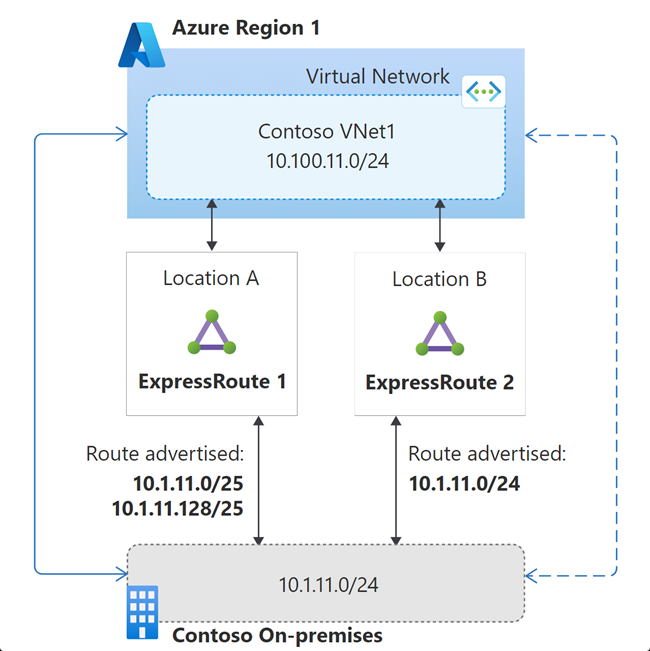 Azure Region 1
Virtual Network
Contoso VNet1
10.100.11.0/24
Location A
ExpressRoute 1
Location B
ExpressRoute 2
Route advertised:
10.1.11.0/25
10.1.11.128/25
Route advertised:
10.1.11.0/24
10.1.11.0/24
Contoso On-premises